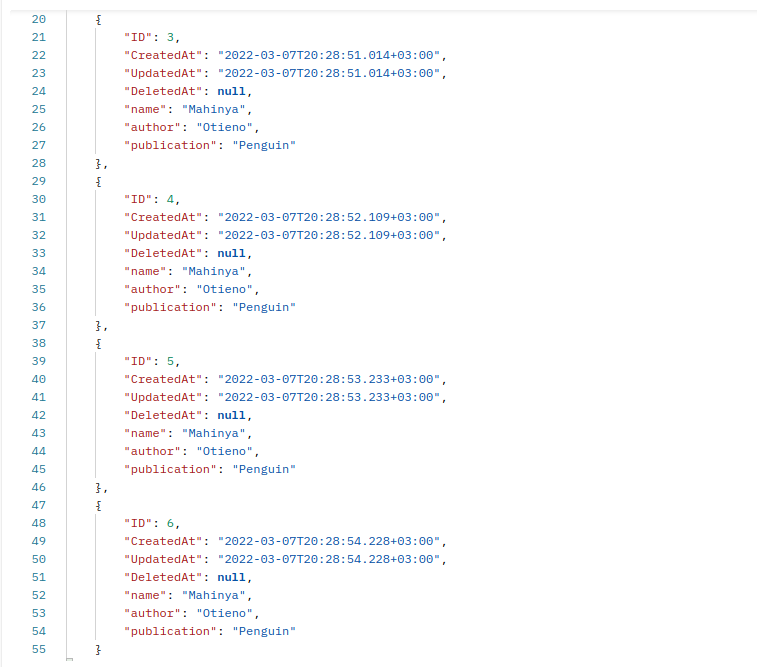 20 {
21 "ID": 3,
22 "CreatedAt": "2022-03-07T20:28:51.014+03:00",
23 "UpdatedAt": "2022-03-07T20:28:51.014+03:00",
24 "DeletedAt": null,
25 "name": "Mahinya",
26 "author": "Otieno",
27 "publication": "Penguin"
28 },
29 {
30 "ID": 4,
31 "CreatedAt": "2022-03-07T20:28:52.109+03:00",
32 "UpdatedAt": "2022-03-07T20:28:52.109+03:00",
33 "DeletedAt": null,
34 "name": "Mahinya",
35 "author": "Otieno",
36 "publication": "Penguin"
37 },
38 {
39 "ID": 5,
40 "CreatedAt": "2022-03-07T20:28:53.233+03:00",
41 "UpdatedAt": "2022-03-07T20:28:53.233+03:00",
42 "DeletedAt": null,
43 "name": "Mahinya",
44 "author": "Otieno",
45 "publication": "Penguin"
46 },
47 {
48 "ID": 6,
49 "CreatedAt": "2022-03-07T20:28:54.228+03:00",
50 "UpdatedAt": "2022-03-07T20:28:54.228+03:00",
51 "DeletedAt": null,
52 "name": "Mahinya",
53 "author": "Otieno",
54 "publication": "Penguin"
55 }